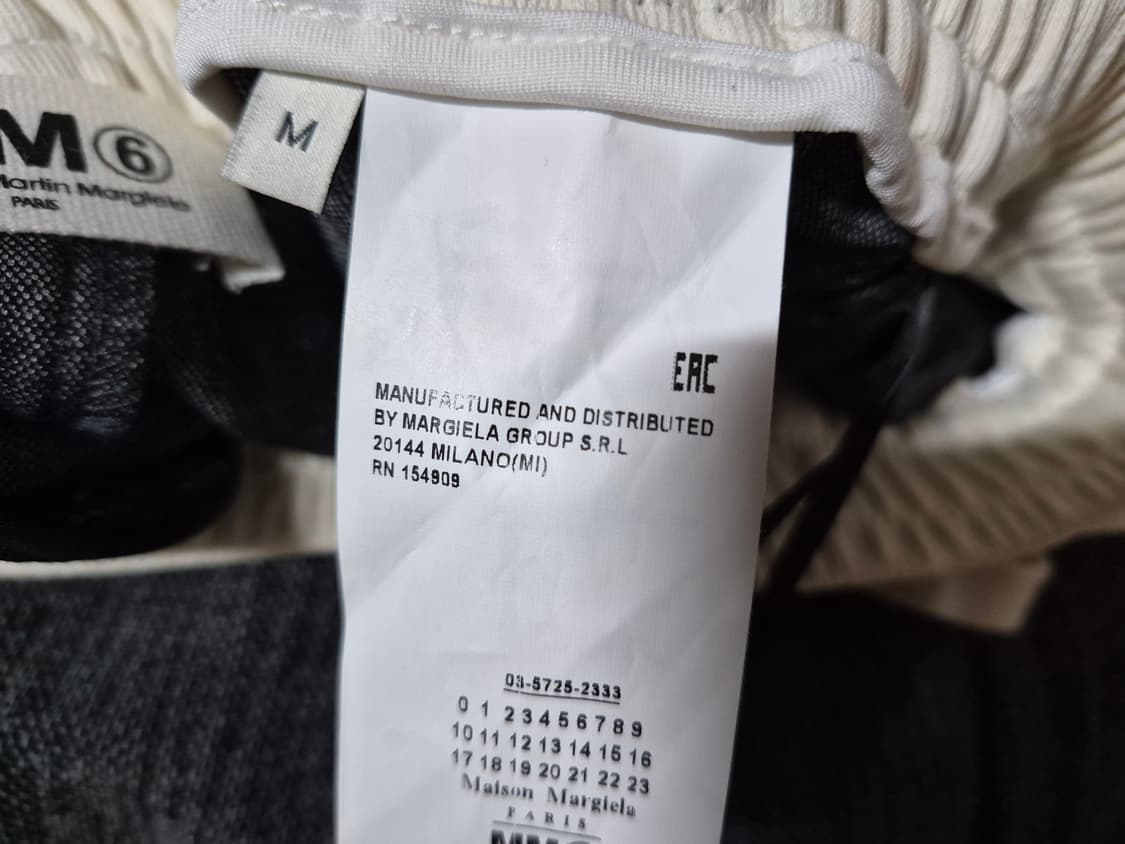 M⑥
Martin Margiela
PARIS
M
EAC
MANUFACTURED AND DISTRIBUTED
BY MARGIELA GROUP S.R.L
20144 MILANO(MI)
RN 154909
03-5725-2333
0 1 2 3 4 5 6 7 8 9
10 11 12 13 14 15 16
17 18 19 20 21 22 23
Maison Margiela
PARIS